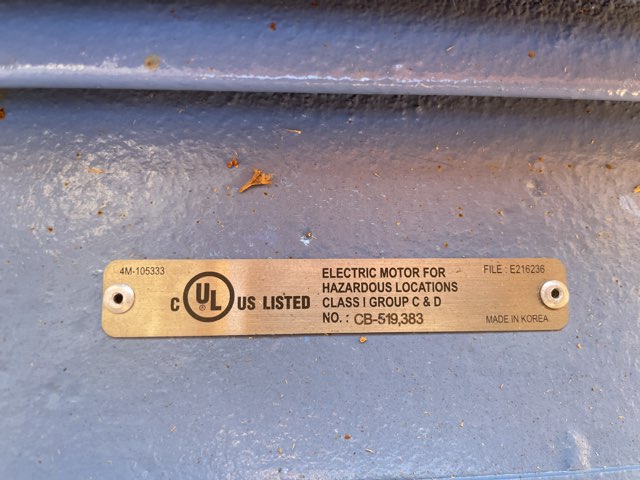 4M-105333
C UL US LISTED
ELECTRIC MOTOR FOR
HAZARDOUS LOCATIONS
CLASS I GROUP C & D
NO. : CB-519,383
FILE : E216236
MADE IN KOREA